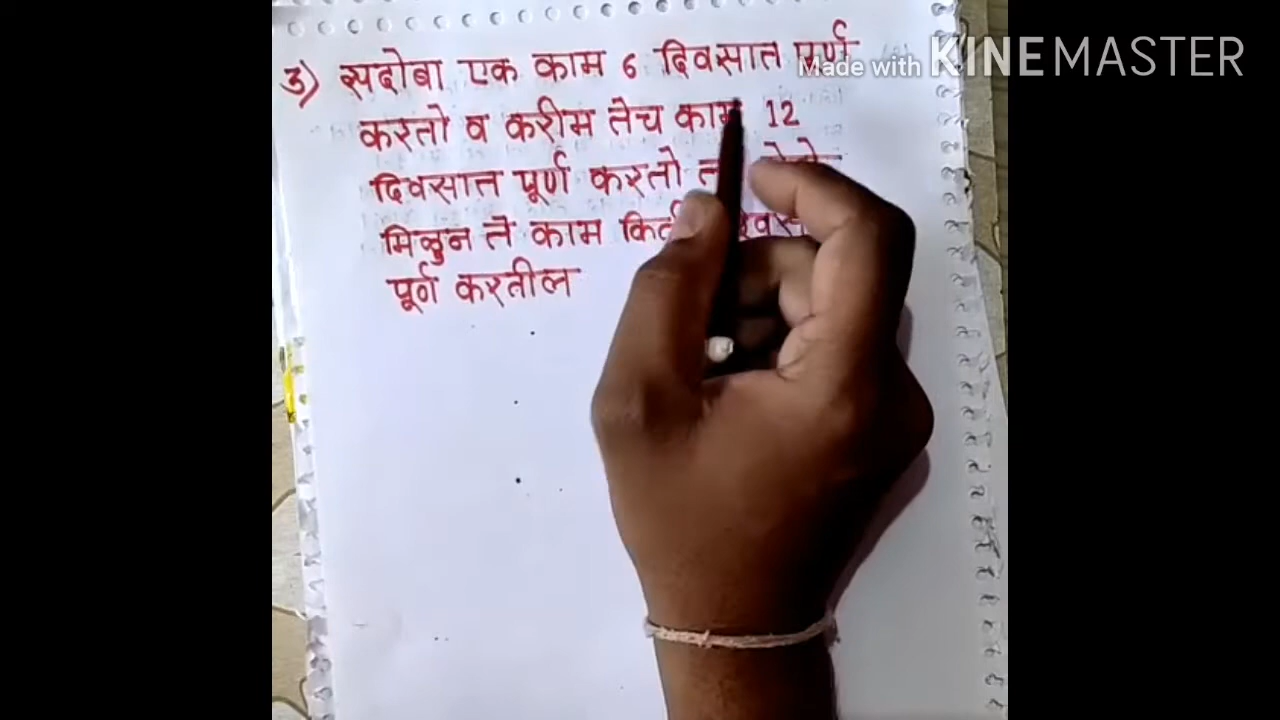 3) सदोबा एक काम 6 दिवसात पूर्ण
Made with KINEMASTER
करतो व करीम तेच काम 12
दिवसात पूर्ण करतो
मिळुन ते काम
पूर्ण करतील